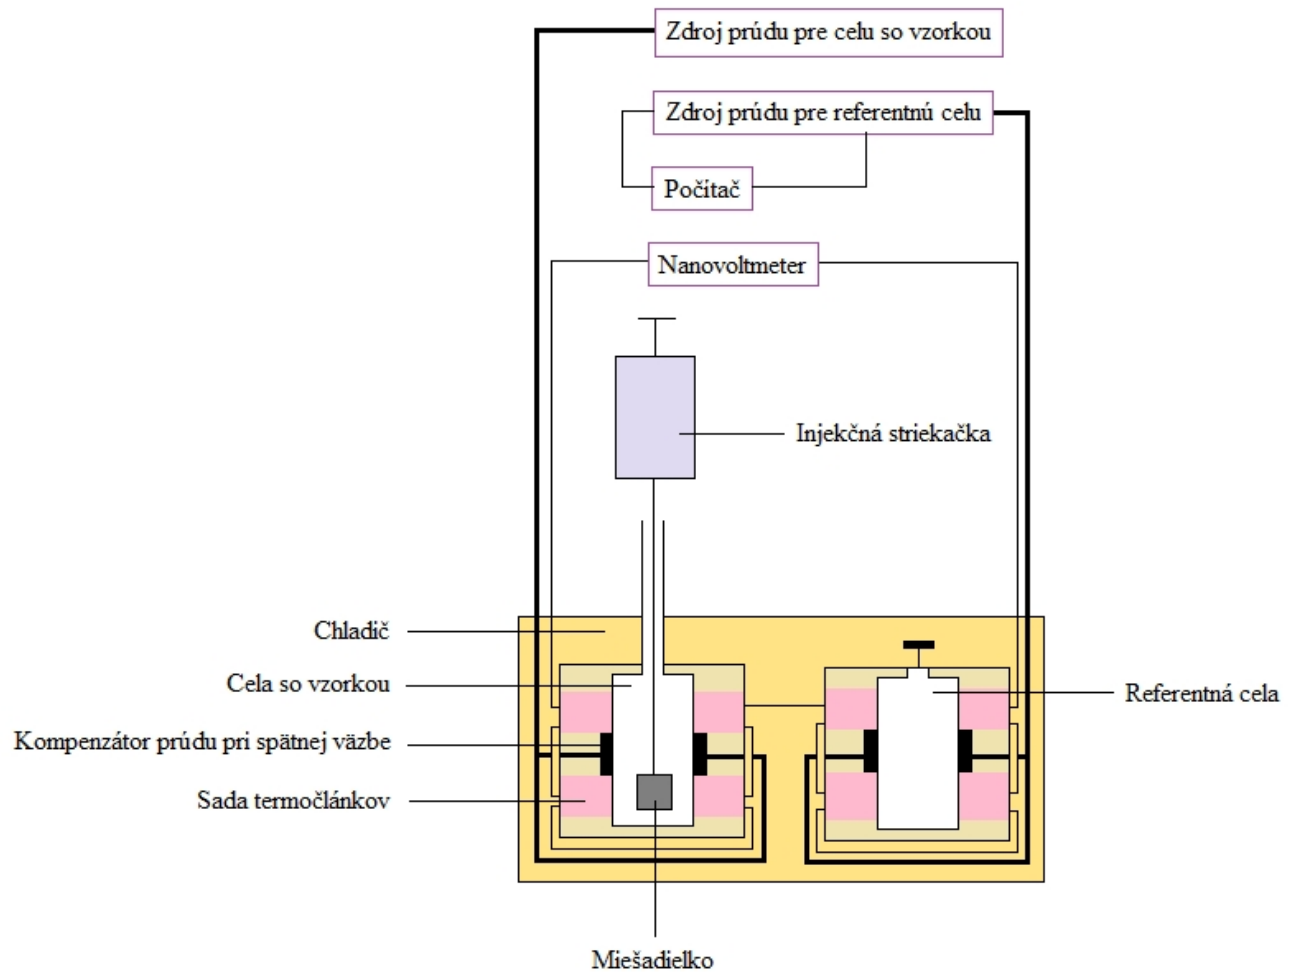 Zdroj prúdu pre celu so vzorkou
Zdroj prúdu pre referentnú celu
Počítač
Nanovoltmeter
Injekčná striekačka
Chladič
Cela so vzorkou
Referentná cela
Kompenzátor prúdu pri spätnej väzbe
Sada termočlánkov
Miešadielko